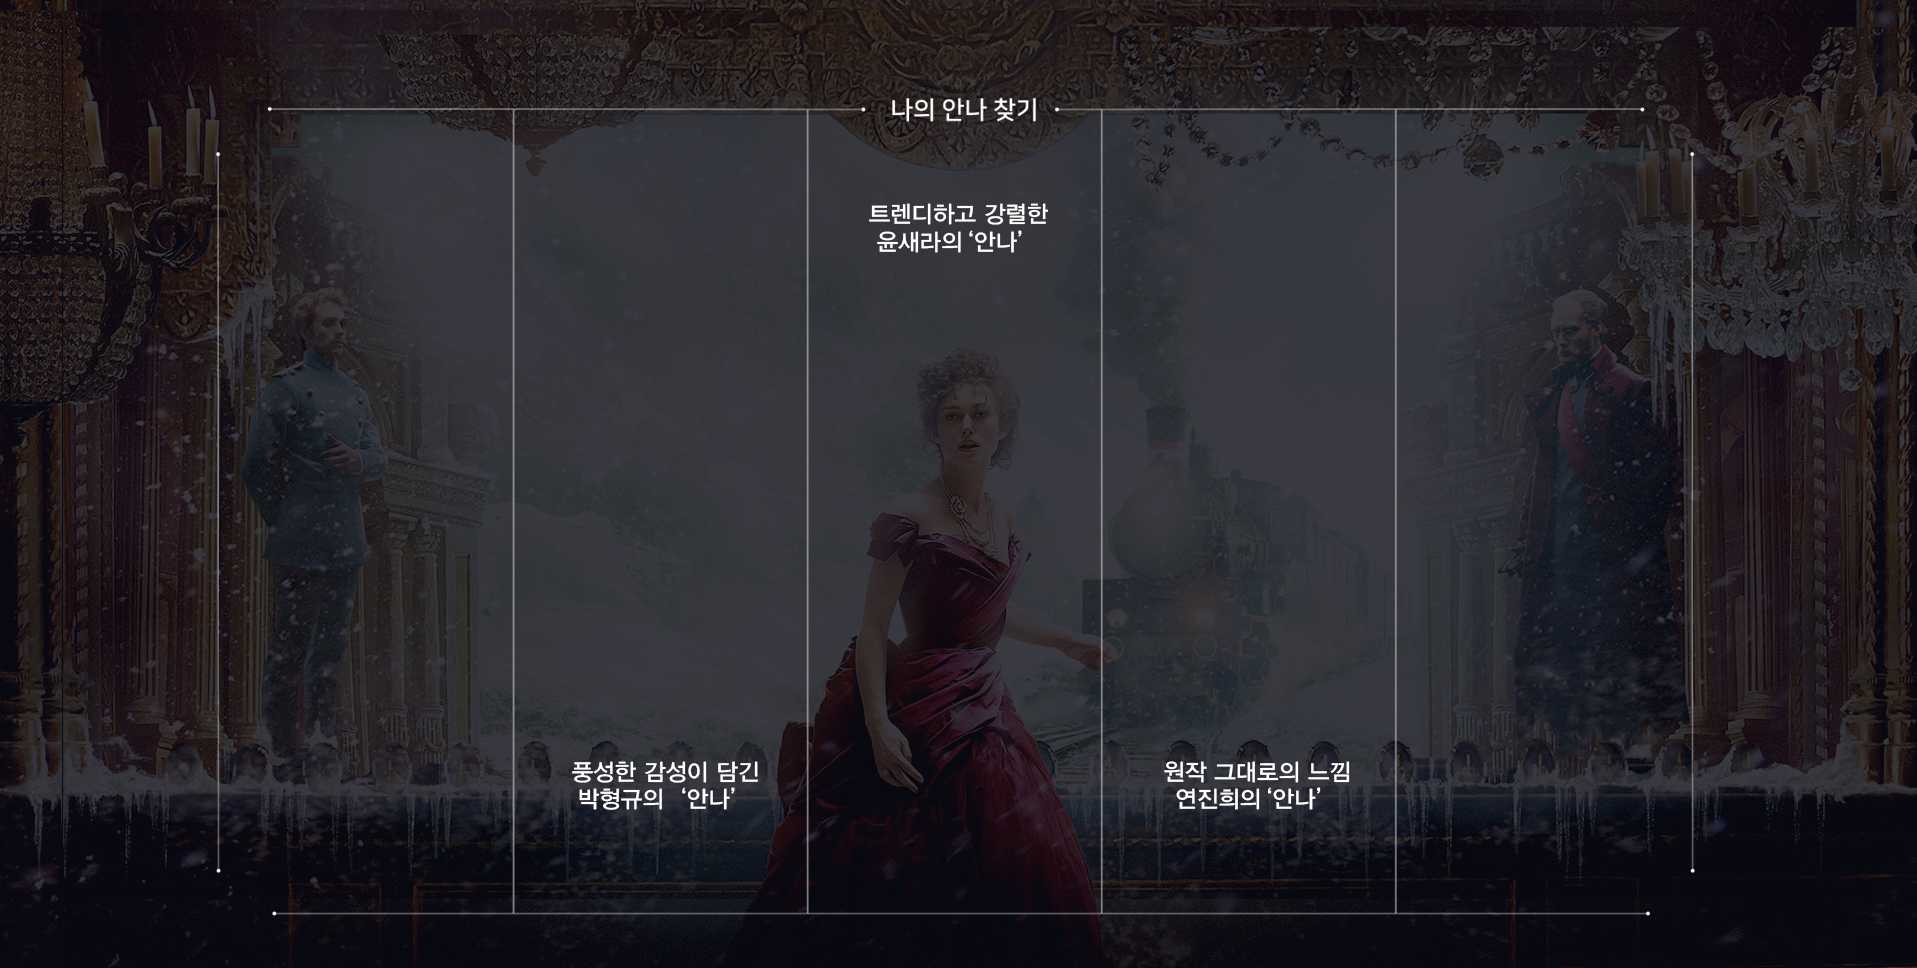 나의 안나 찾기
트렌디하고 강렬한
윤새라의 ‘안나’
풍성한 감성이 담긴
박형규의 ‘안나’
원작 그대로의 느낌
연진희의 ‘안나’